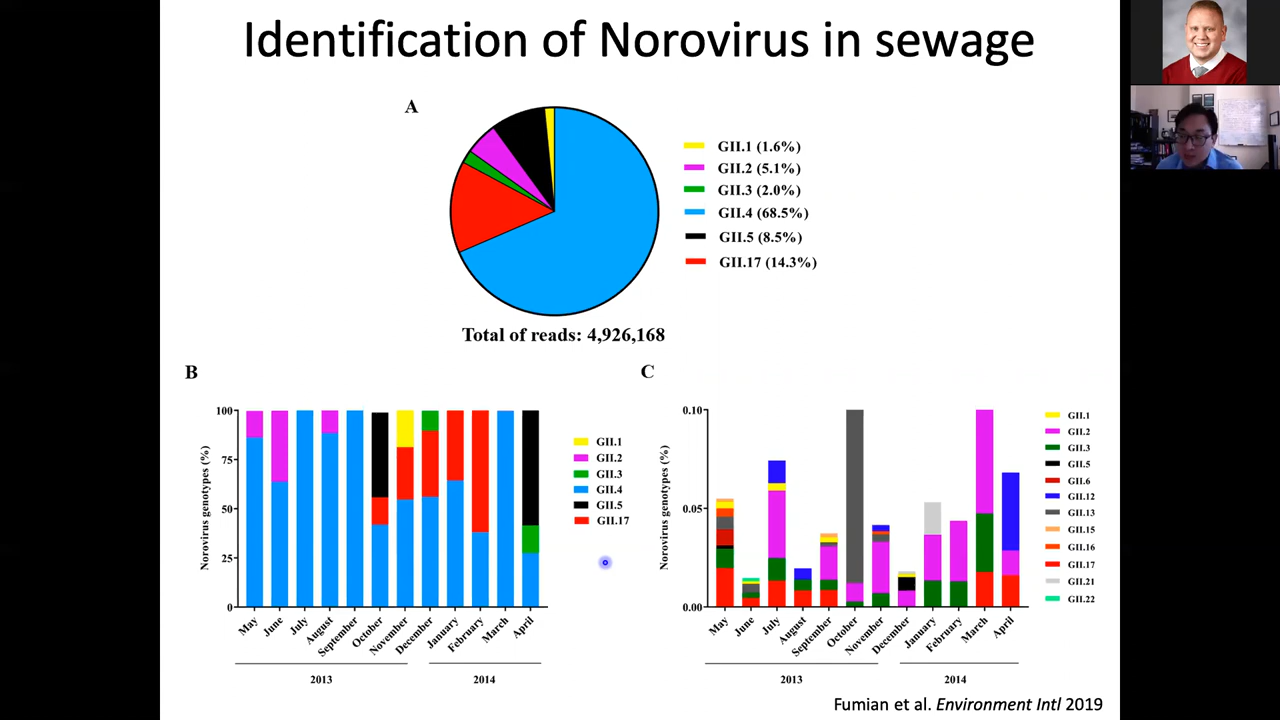 Identification of Norovirus in sewage
A
GII.1 (1.6%)
GII.2 (5.1%)
GII.3 (2.0%)
GII.4 (68.5%)
GII.5 (8.5%)
GII.17 (14.3%)
Total of reads: 4,926,168
B
Norovirus genotypes (%)
100
75
50
25
0
May
June
July
August
September
October
November
December
January
February
March
April
2013
2014
GII.1
GII.2
GII.3
GII.4
GII.5
GII.17
C
Norovirus genotypes (%)
0.10
0.05
0.00
May
June
July
August
September
October
November
December
January
February
March
April
2013
2014
GII.1
GII.2
GII.3
GII.5
GII.6
GII.12
GII.13
GII.15
GII.16
GII.17
GII.21
GII.22
Fumian et al. Environment Intl 2019